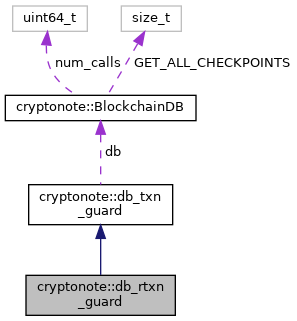 uint64_t
size_t
num_calls
GET_ALL_CHECKPOINTS
cryptonote::BlockchainDB
db
cryptonote::db_txn
_guard
cryptonote::db_rtxn
_guard